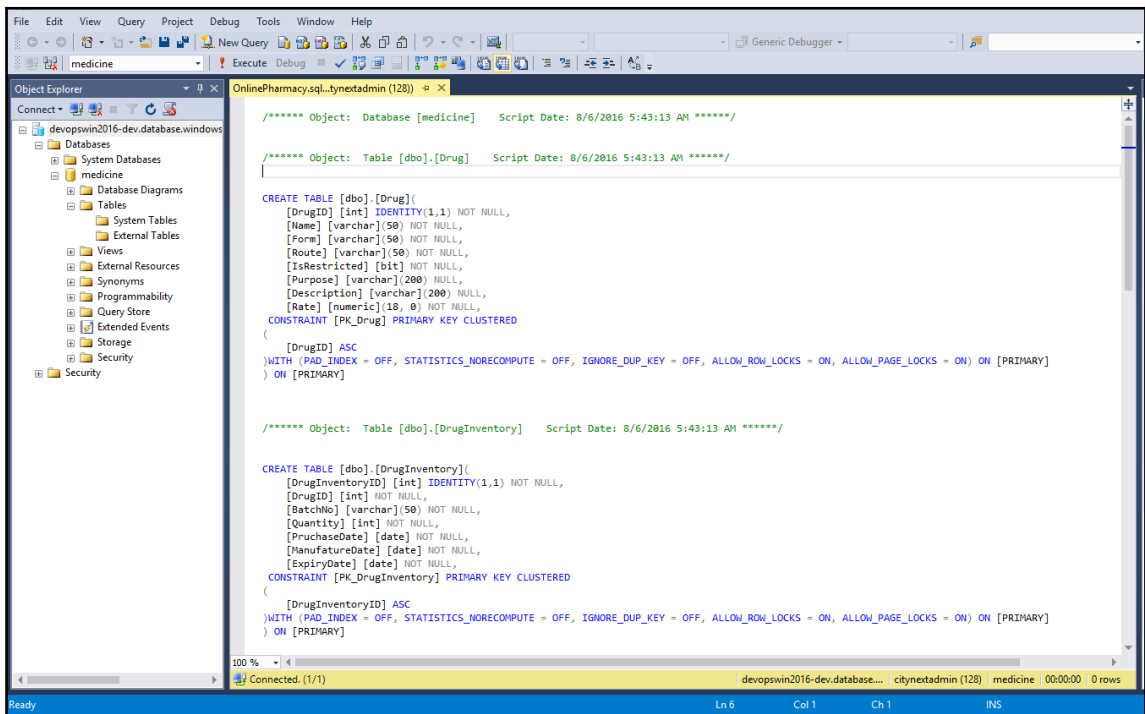 File Edit View Query Project Debug Tools Window Help
New Query Generic Debugger
medicine Execute Debug
Object Explorer
OnlinePharmacy.sql...tynextadmin (128))
Connect
devopswin2016-dev.database.windows
Databases
System Databases
medicine
Database Diagrams
Tables
System Tables
External Tables
Views
External Resources
Synonyms
Programmability
Query Store
Extended Events
Storage
Security
Security
/****** Object:  Database [medicine]    Script Date: 8/6/2016 5:43:13 AM ******/
/****** Object:  Table [dbo].[Drug]    Script Date: 8/6/2016 5:43:13 AM ******/
CREATE TABLE [dbo].[Drug](
[DrugID] [int] IDENTITY(1,1) NOT NULL,
[Name] [varchar](50) NOT NULL,
[Form] [varchar](50) NOT NULL,
[Route] [varchar](50) NOT NULL,
[IsRestricted] [bit] NOT NULL,
[Purpose] [varchar](200) NULL,
[Description] [varchar](200) NULL,
[Rate] [numeric](18, 0) NOT NULL,
CONSTRAINT [PK_Drug] PRIMARY KEY CLUSTERED
(
[DrugID] ASC
)WITH (PAD_INDEX = OFF, STATISTICS_NORECOMPUTE = OFF, IGNORE_DUP_KEY = OFF, ALLOW_ROW_LOCKS = ON, ALLOW_PAGE_LOCKS = ON) ON [PRIMARY]
) ON [PRIMARY]
/****** Object:  Table [dbo].[DrugInventory]    Script Date: 8/6/2016 5:43:13 AM ******/
CREATE TABLE [dbo].[DrugInventory](
[DrugInventoryID] [int] IDENTITY(1,1) NOT NULL,
[DrugID] [int] NOT NULL,
[BatchNo] [varchar](50) NOT NULL,
[Quantity] [int] NOT NULL,
[PruchaseDate] [date] NOT NULL,
[ManufatureDate] [date] NOT NULL,
[ExpiryDate] [date] NOT NULL,
CONSTRAINT [PK_DrugInventory] PRIMARY KEY CLUSTERED
(
[DrugInventoryID] ASC
)WITH (PAD_INDEX = OFF, STATISTICS_NORECOMPUTE = OFF, IGNORE_DUP_KEY = OFF, ALLOW_ROW_LOCKS = ON, ALLOW_PAGE_LOCKS = ON) ON [PRIMARY]
) ON [PRIMARY]
100 %
Connected. (1/1) devopswin2016-dev.database.... citynextadmin (128) medicine 00:00:00 0 rows
Ready Ln 6 Col 1 Ch 1 INS